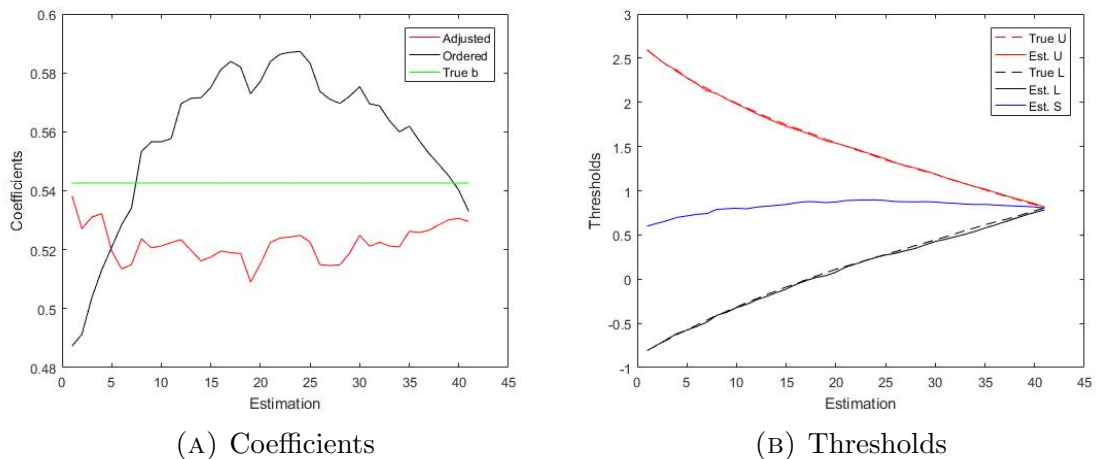 0.6
0.58
0.56
0.54
0.52
0.5
0.48
Coefficients
0 5 10 15 20 25 30 35 40 45
Estimation
Adjusted
Ordered
True b
(A) Coefficients
3
2.5
2
1.5
1
0.5
0
-0.5
-1
Thresholds
0 5 10 15 20 25 30 35 40 45
Estimation
True U
Est. U
True L
Est. L
Est. S
(B) Thresholds